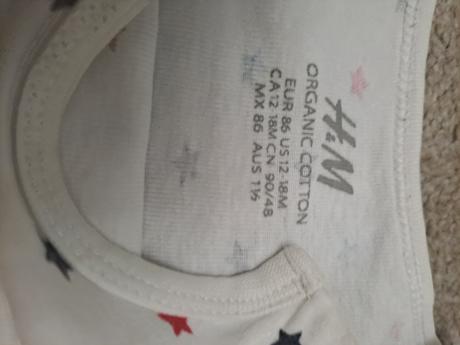 H&M
ORGANIC COTTON
EUR 86 US 12-18M
CA 12-18M CN 90/48
MX 86 AUS 1½